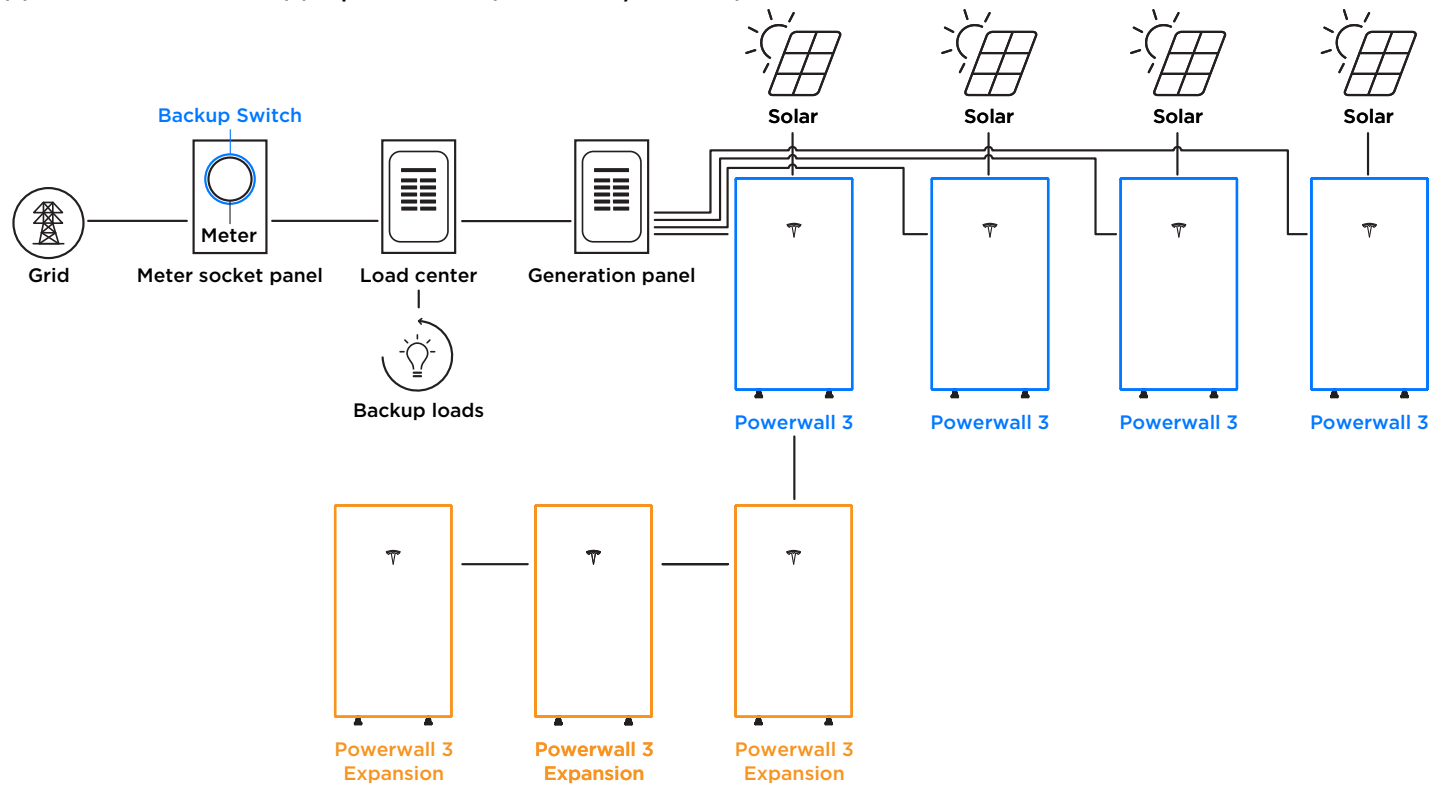 Solar
Solar
Solar
Solar
Backup Switch
Meter
Grid
Meter socket panel
Load center
Generation panel
Backup loads
Powerwall 3
Powerwall 3
Powerwall 3
Powerwall 3
Powerwall 3
Expansion
Powerwall 3
Expansion
Powerwall 3
Expansion